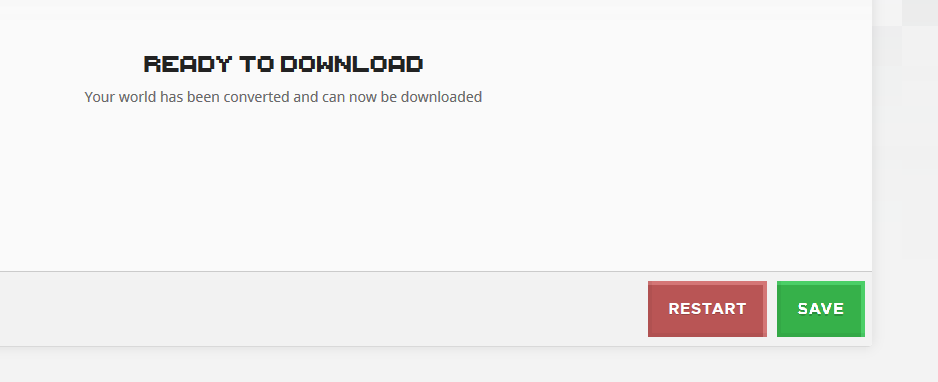 READY TO DOWNLOAD
Your world has been converted and can now be downloaded
RESTART
SAVE